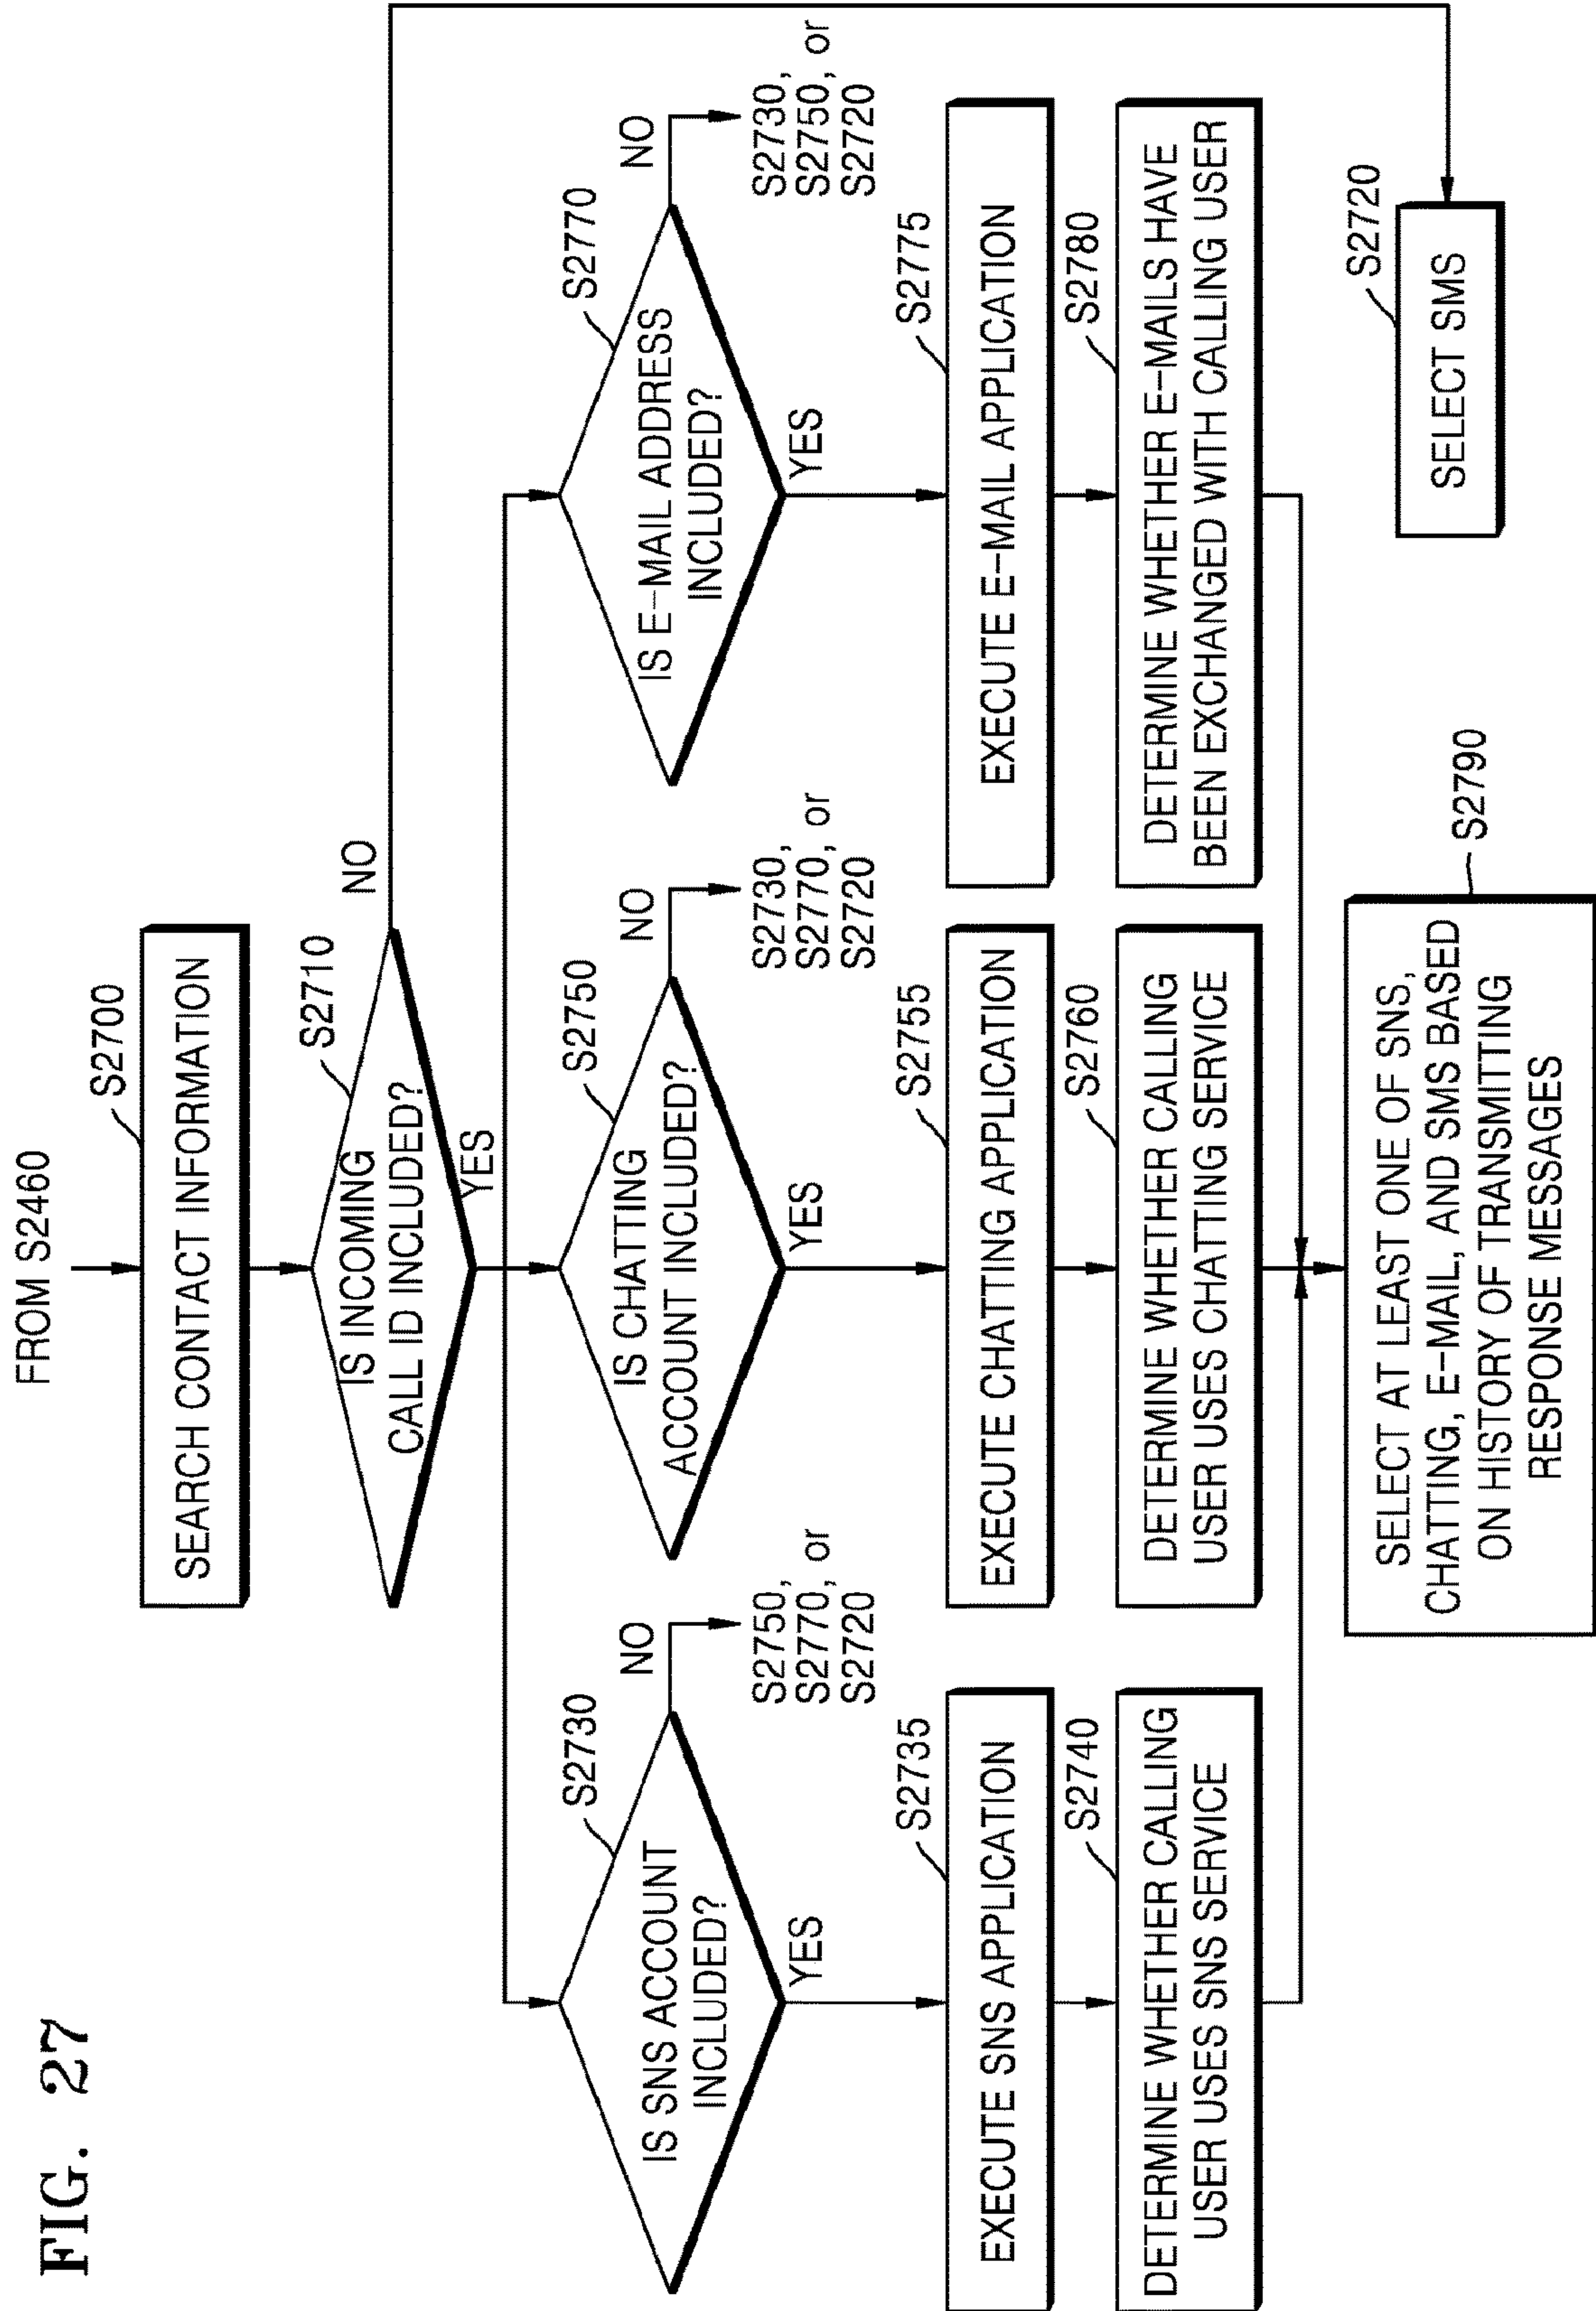 FIG. 27
FROM S2460
S2700
SEARCH CONTACT INFORMATION
S2710
IS INCOMING
CALL ID INCLUDED?
NO
YES
S2730
IS SNS ACCOUNT
INCLUDED?
NO
S2750,
S2770, or
S2720
YES
S2735
EXECUTE SNS APPLICATION
S2740
DETERMINE WHETHER CALLING
USER USES SNS SERVICE
S2750
IS CHATTING
ACCOUNT INCLUDED?
NO
S2730,
S2770, or
S2720
YES
S2755
EXECUTE CHATTING APPLICATION
S2760
DETERMINE WHETHER CALLING
USER USES CHATTING SERVICE
S2770
IS E-MAIL ADDRESS
INCLUDED?
NO
S2730,
S2750, or
S2720
YES
S2775
EXECUTE E-MAIL APPLICATION
S2780
DETERMINE WHETHER E-MAILS HAVE
BEEN EXCHANGED WITH CALLING USER
S2790
SELECT AT LEAST ONE OF SNS,
CHATTING, E-MAIL, AND SMS BASED
ON HISTORY OF TRANSMITTING
RESPONSE MESSAGES
S2720
SELECT SMS